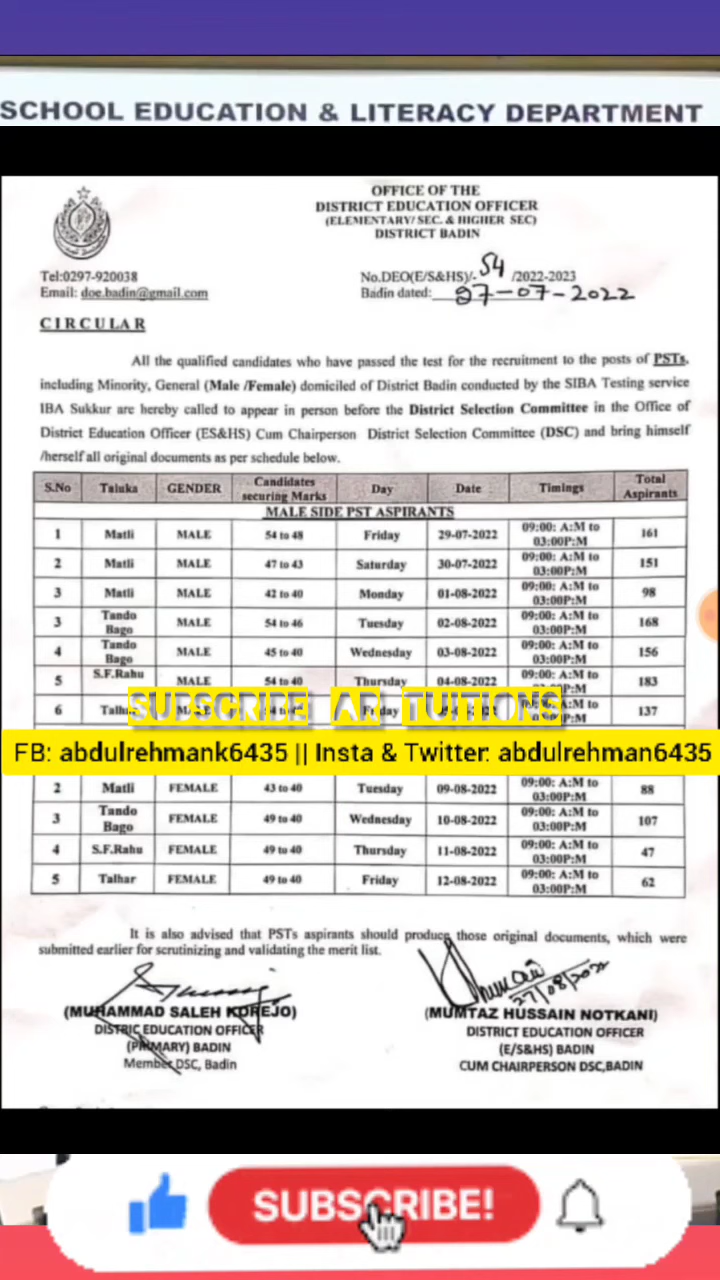 SCHOOL EDUCATION & LITERACY DEPARTMENT
OFFICE OF THE
DISTRICT EDUCATION OFFICER
(ELEMENTARY/SEC. & HIGHER SEC)
DISTRICT BADIN
Tel:0297-920038
No.DEO(E/S&HS)/-54 /2022-2023
Email: doe.badin@gmail.com
Badin dated: 27-07-2022
CIRCULAR
All the qualified candidates who have passed the test for the recruitment to the posts of PSTs,
including Minority, General (Male /Female) domiciled of District Badin conducted by the SIBA Testing service
IBA Sukkur are hereby called to appear in person before the District Selection Committee in the Office of
District Education Officer (ES&HS) Cum Chairperson District Selection Committee (DSC) and bring himself
/herself all original documents as per schedule below.
S.No Taluka GENDER Candidates securing Marks Day Date Timings Total Aspirants
MALE SIDE PST ASPIRANTS
1 Matli MALE 54 to 48 Friday 29-07-2022 09:00: A:M to 03:00P:M 161
2 Matli MALE 47 to 43 Saturday 30-07-2022 09:00: A:M to 03:00P:M 151
3 Matli MALE 42 to 40 Monday 01-08-2022 09:00: A:M to 03:00P:M 98
3 Tando Bago MALE 54 to 46 Tuesday 02-08-2022 09:00: A:M to 03:00P:M 168
4 Tando Bago MALE 45 to 40 Wednesday 03-08-2022 09:00: A:M to 03:00P:M 156
5 S.F.Rahu MALE 54 to 40 Thursday 04-08-2022 09:00: A:M to P:M 183
6 A:M to P:M 137
SUBSCRIBE AR TUITIONS
FB: abdulrehmank6435 || Insta & Twitter: abdulrehman6435
2 Matli FEMALE 43 to 40 Tuesday 09-08-2022 09:00: A:M to 03:00P:M 88
3 Tando Bago FEMALE 49 to 40 Wednesday 10-08-2022 09:00: A:M to 03:00P:M 107
4 S.F.Rahu FEMALE 49 to 40 Thursday 11-08-2022 09:00: A:M to 03:00P:M 47
5 Talhar FEMALE 49 to 40 Friday 12-08-2022 09:00: A:M to 03:00P:M 62
It is also advised that PSTs aspirants should produce those original documents, which were
submitted earlier for scrutinizing and validating the merit list.
(MUHAMMAD SALEH KOREJO)
DISTRIC EDUCATION OFFICER
(PRIMARY) BADIN
Member DSC, Badin
(MUMTAZ HUSSAIN NOTKANI)
DISTRICT EDUCATION OFFICER
(E/S&HS) BADIN
CUM CHAIRPERSON DSC,BADIN
SUBSCRIBE!